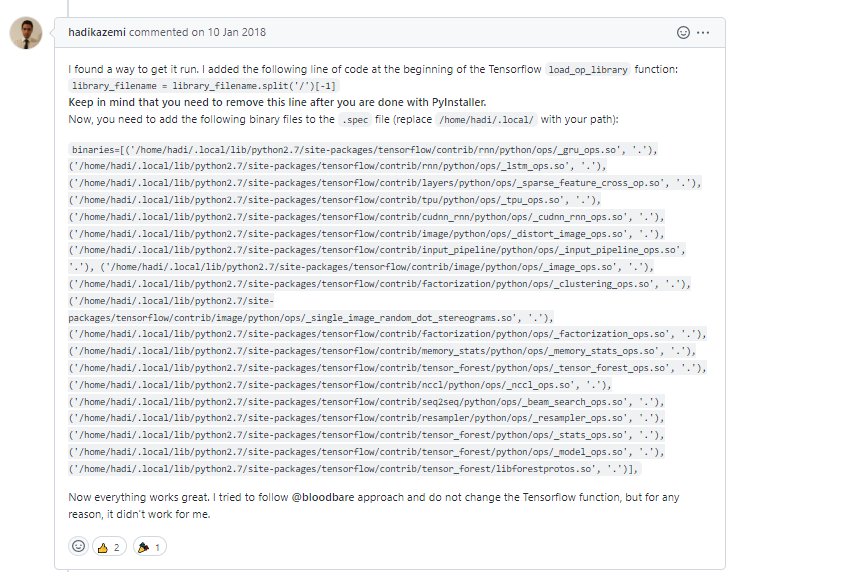 hadikazemi commented on 10 Jan 2018
I found a way to get it run. I added the following line of code at the beginning of the Tensorflow load_op_library function:
library_filename = library_filename.split('/')[-1]
Keep in mind that you need to remove this line after you are done with PyInstaller.
Now, you need to add the following binary files to the .spec file (replace /home/hadi/.local/ with your path):
binaries=[('/home/hadi/.local/lib/python2.7/site-packages/tensorflow/contrib/rnn/python/ops/_gru_ops.so', '.'),
('/home/hadi/.local/lib/python2.7/site-packages/tensorflow/contrib/rnn/python/ops/_lstm_ops.so', '.'),
('/home/hadi/.local/lib/python2.7/site-packages/tensorflow/contrib/layers/python/ops/_sparse_feature_cross_op.so', '.'),
('/home/hadi/.local/lib/python2.7/site-packages/tensorflow/contrib/tpu/python/ops/_tpu_ops.so', '.'),
('/home/hadi/.local/lib/python2.7/site-packages/tensorflow/contrib/cudnn_rnn/python/ops/_cudnn_rnn_ops.so', '.'),
('/home/hadi/.local/lib/python2.7/site-packages/tensorflow/contrib/image/python/ops/_distort_image_ops.so', '.'),
('/home/hadi/.local/lib/python2.7/site-packages/tensorflow/contrib/input_pipeline/python/ops/_input_pipeline_ops.so',
'.'), ('/home/hadi/.local/lib/python2.7/site-packages/tensorflow/contrib/image/python/ops/_image_ops.so', '.'),
('/home/hadi/.local/lib/python2.7/site-packages/tensorflow/contrib/factorization/python/ops/_clustering_ops.so', '.'),
('/home/hadi/.local/lib/python2.7/site-
packages/tensorflow/contrib/image/python/ops/_single_image_random_dot_stereograms.so', '.'),
('/home/hadi/.local/lib/python2.7/site-packages/tensorflow/contrib/factorization/python/ops/_factorization_ops.so', '.'),
('/home/hadi/.local/lib/python2.7/site-packages/tensorflow/contrib/memory_stats/python/ops/_memory_stats_ops.so', '.'),
('/home/hadi/.local/lib/python2.7/site-packages/tensorflow/contrib/tensor_forest/python/ops/_tensor_forest_ops.so', '.'),
('/home/hadi/.local/lib/python2.7/site-packages/tensorflow/contrib/nccl/python/ops/_nccl_ops.so', '.'),
('/home/hadi/.local/lib/python2.7/site-packages/tensorflow/contrib/seq2seq/python/ops/_beam_search_ops.so', '.'),
('/home/hadi/.local/lib/python2.7/site-packages/tensorflow/contrib/resampler/python/ops/_resampler_ops.so', '.'),
('/home/hadi/.local/lib/python2.7/site-packages/tensorflow/contrib/tensor_forest/python/ops/_stats_ops.so', '.'),
('/home/hadi/.local/lib/python2.7/site-packages/tensorflow/contrib/tensor_forest/python/ops/_model_ops.so', '.'),
('/home/hadi/.local/lib/python2.7/site-packages/tensorflow/contrib/tensor_forest/libforestprotos.so', '.')],
Now everything works great. I tried to follow @bloodbare approach and do not change the Tensorflow function, but for any
reason, it didn't work for me.
2 1